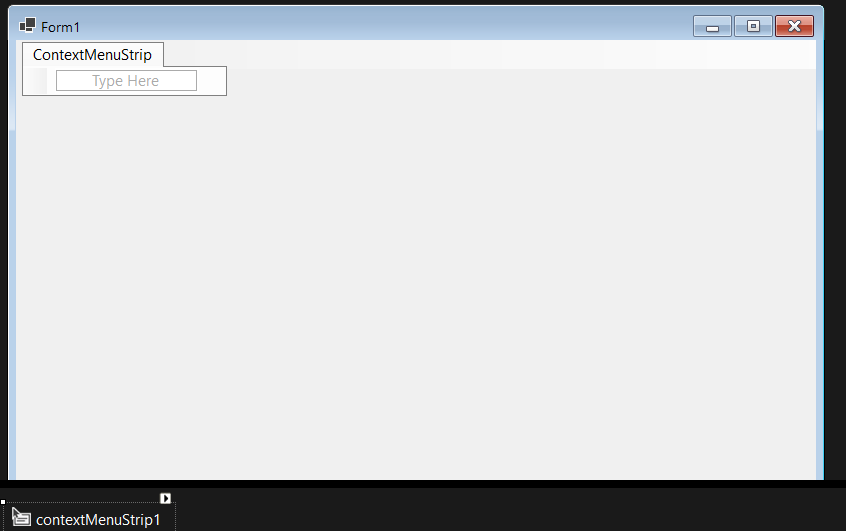 Form1
ContextMenuStrip
Type Here
contextMenuStrip1